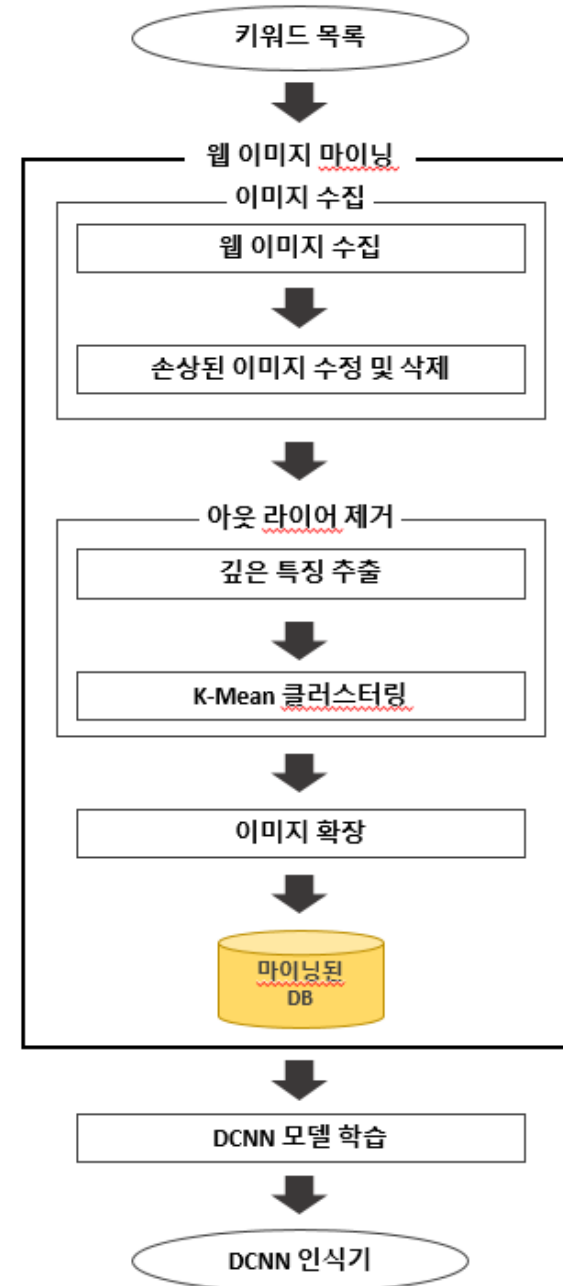 키워드 목록
웹 이미지 마이닝
이미지 수집
웹 이미지 수집
손상된 이미지 수정 및 삭제
아웃 라이어 제거
깊은 특징 추출
K-Mean 클러스터링
이미지 확장
마이닝된
DB
DCNN 모델 학습
DCNN 인식기